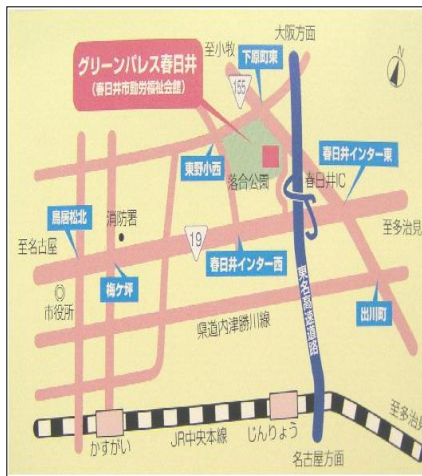 大阪方面
至小牧
下原町東
N
グリーンパレス春日井
(春日井市勤労福祉会館)
155
東野小西
落合公園
春日井インター東
春日井IC
鳥居松北
消防署
至名古屋
19
至多治見
春日井インター西
梅ケ坪
市役所
東名高速道路
県道内津勝川線
出川町
至多治見
かすがい
JR中央本線
じんりょう
名古屋方面